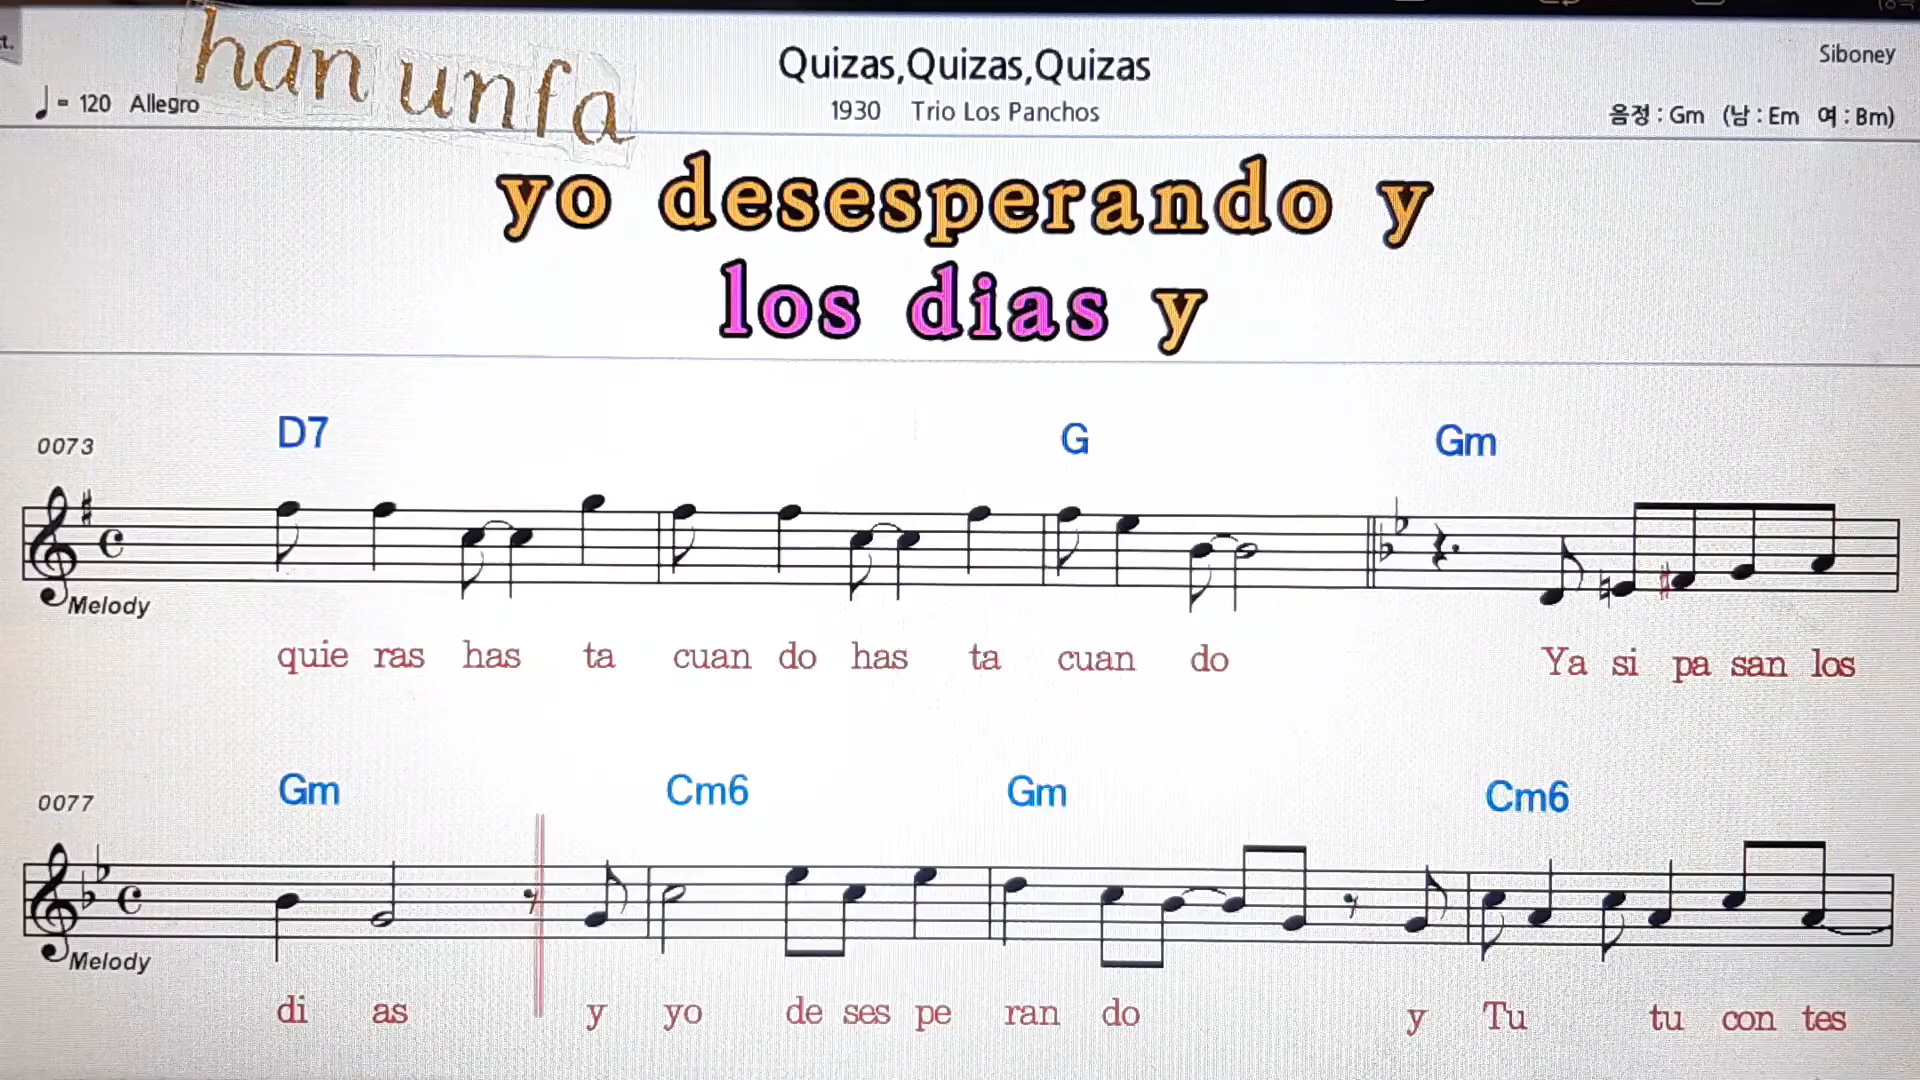 han unfa
Quizas,Quizas,Quizas
Siboney
= 120 Allegro
1930 Trio Los Panchos
음정 : Gm (남 : Em 여 : Bm)
yo desesperando y
los dias y
0073 D7 G Gm
Melody
quie ras has ta cuan do has ta cuan do Ya si pa san los
0077 Gm Cm6 Gm Cm6
Melody
di as y yo de ses pe ran do y Tu tu con tes